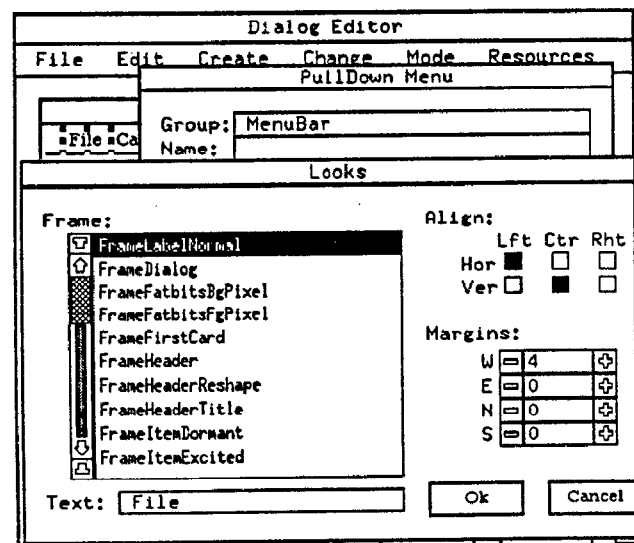 Dialog Editor
File Edit Create Change Mode Resources
PullDown Menu
Group: MenuBar
File Ca
Name:
Looks
Frame:
FrameLabelNormal
FrameDialog
FrameFatbitsBgPixel
FrameFatbitsFgPixel
FrameFirstCard
FrameHeader
FrameHeaderReshape
FrameHeaderTitle
FrameItemDormant
FrameItemExcited
Align:
Lft Ctr Rht
Hor
Ver
Margins:
W 4
E 0
N 0
S 0
Text: File
Ok Cancel